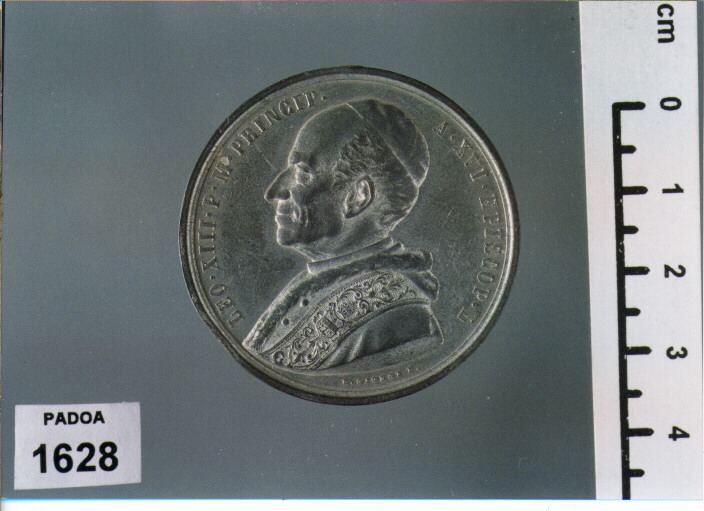 LEO·XIII·P·M· PRINCIP.
A·XVI·EPISCOP·L
PADOA
1628
cm
0
1
2
3
4